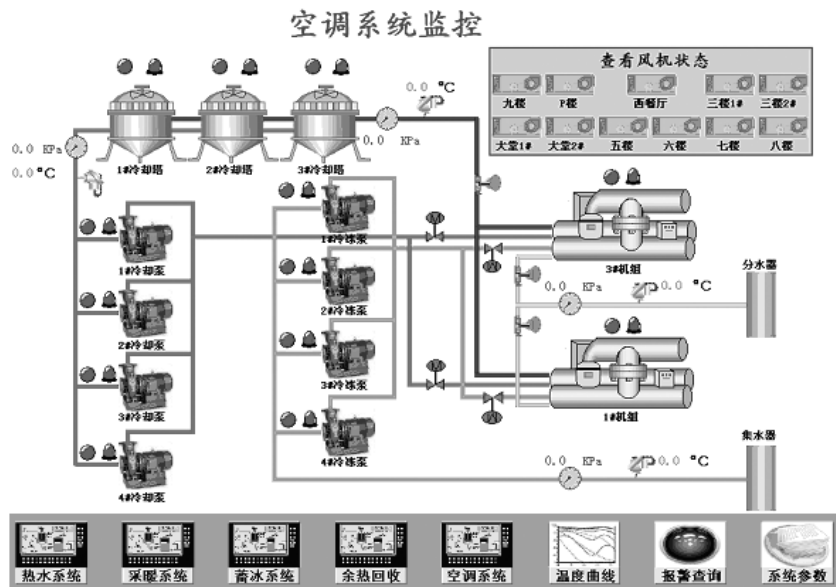 空调系统监控
查看风机状态
九楼 P楼 西餐厅 三楼1# 三楼2#
大堂1# 大堂2# 五楼 六楼 七楼 八楼
0.0 °C
0.0 KPa
0.0 KPa
0.0 °C
1#冷却塔 2#冷却塔 3#冷却塔
1#冷却泵
2#冷却泵
3#冷却泵
4#冷却泵
1#冷冻泵
2#冷冻泵
3#冷冻泵
4#冷冻泵
M
M
M
M
3#机组
1#机组
分水器
0.0 KPa 0.0 °C
集水器
0.0 KPa 0.0 °C
热水系统 采暖系统 蓄冰系统 余热回收 空调系统 温度曲线 报警查询 系统参数